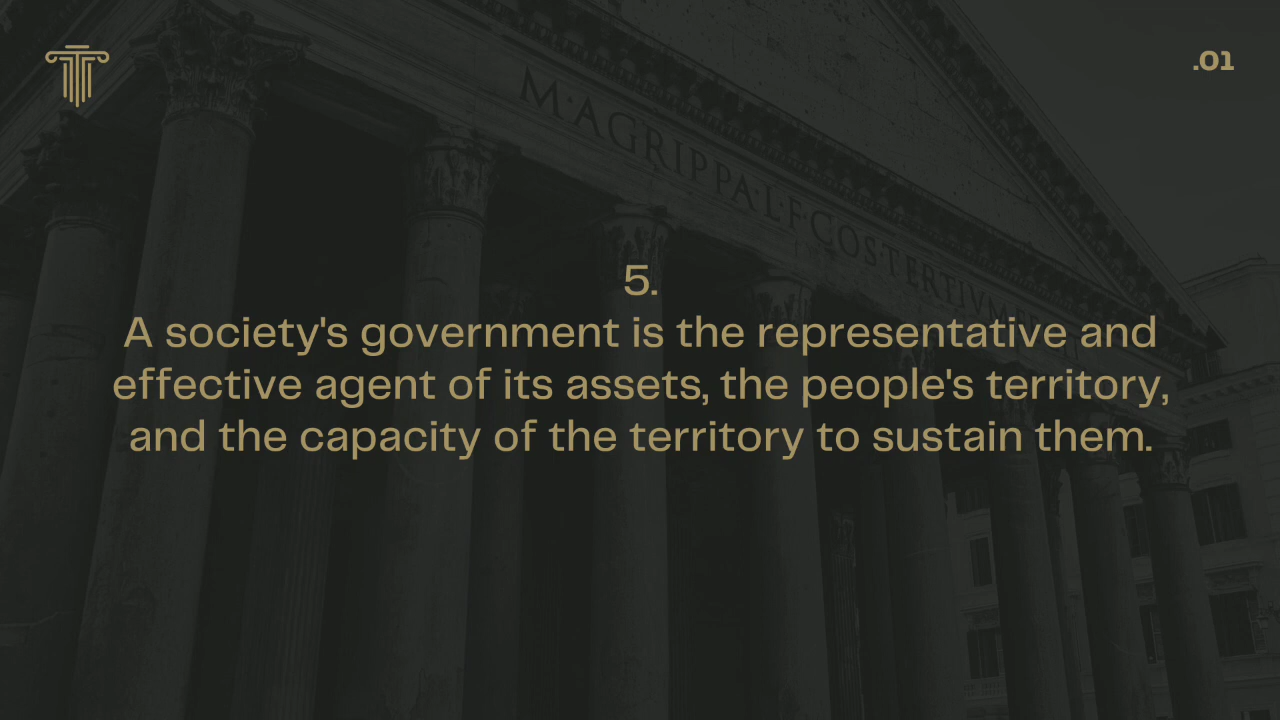 .01
M·AGRIPPA·L·F·COS·TERTIVM·FECIT
5.
A society's government is the representative and
effective agent of its assets, the people's territory,
and the capacity of the territory to sustain them.